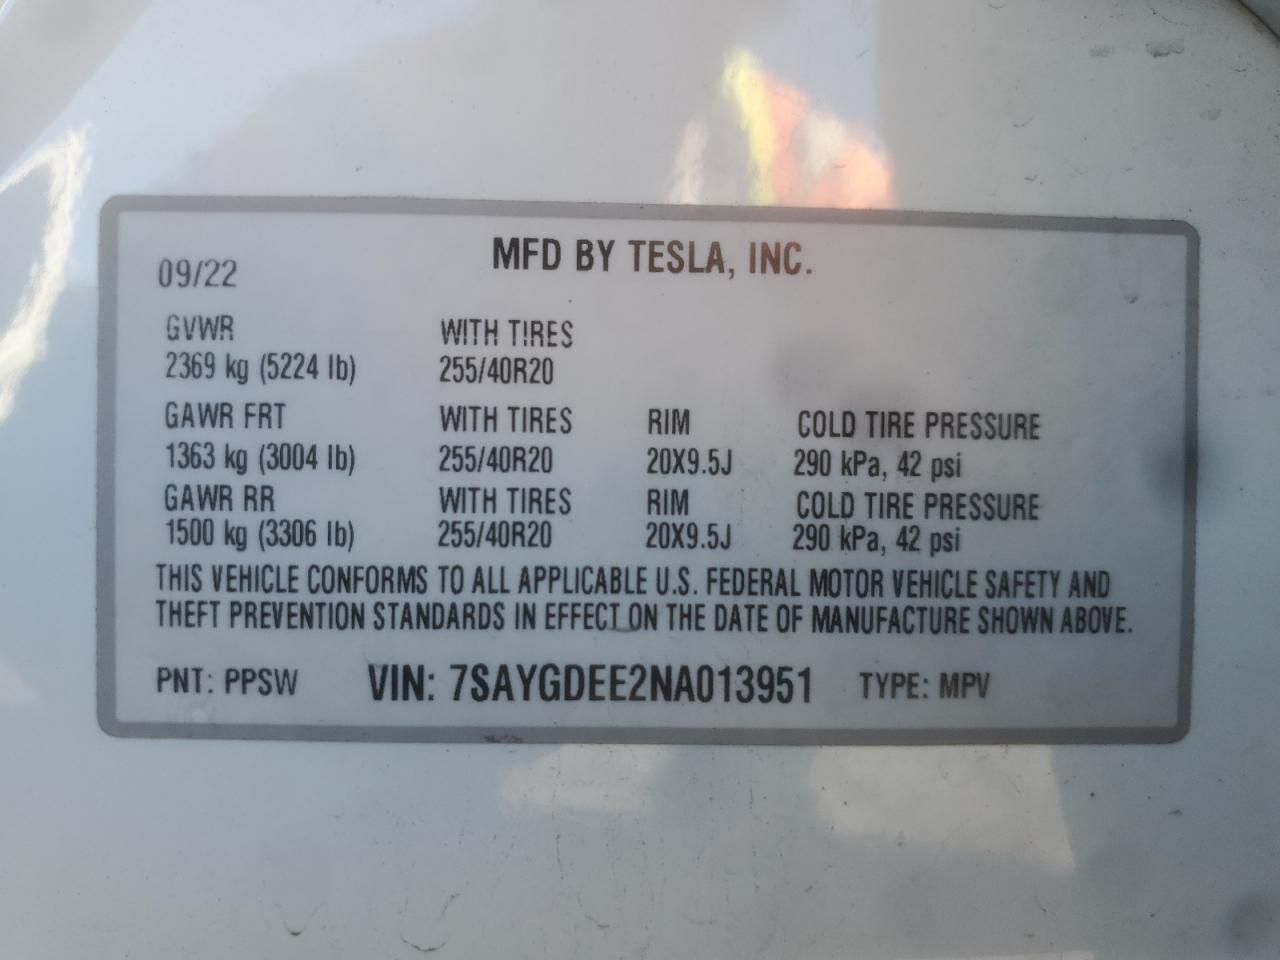 MFD BY TESLA, INC.
09/22
GVWR WITH TIRES
2369 kg (5224 lb) 255/40R20
GAWR FRT WITH TIRES RIM COLD TIRE PRESSURE
1363 kg (3004 lb) 255/40R20 20X9.5J 290 kPa, 42 psi
GAWR RR WITH TIRES RIM COLD TIRE PRESSURE
1500 kg (3306 lb) 255/40R20 20X9.5J 290 kPa, 42 psi
THIS VEHICLE CONFORMS TO ALL APPLICABLE U.S. FEDERAL MOTOR VEHICLE SAFETY AND
THEFT PREVENTION STANDARDS IN EFFECT ON THE DATE OF MANUFACTURE SHOWN ABOVE.
PNT: PPSW VIN: 7SAYGDEE2NA013951 TYPE: MPV